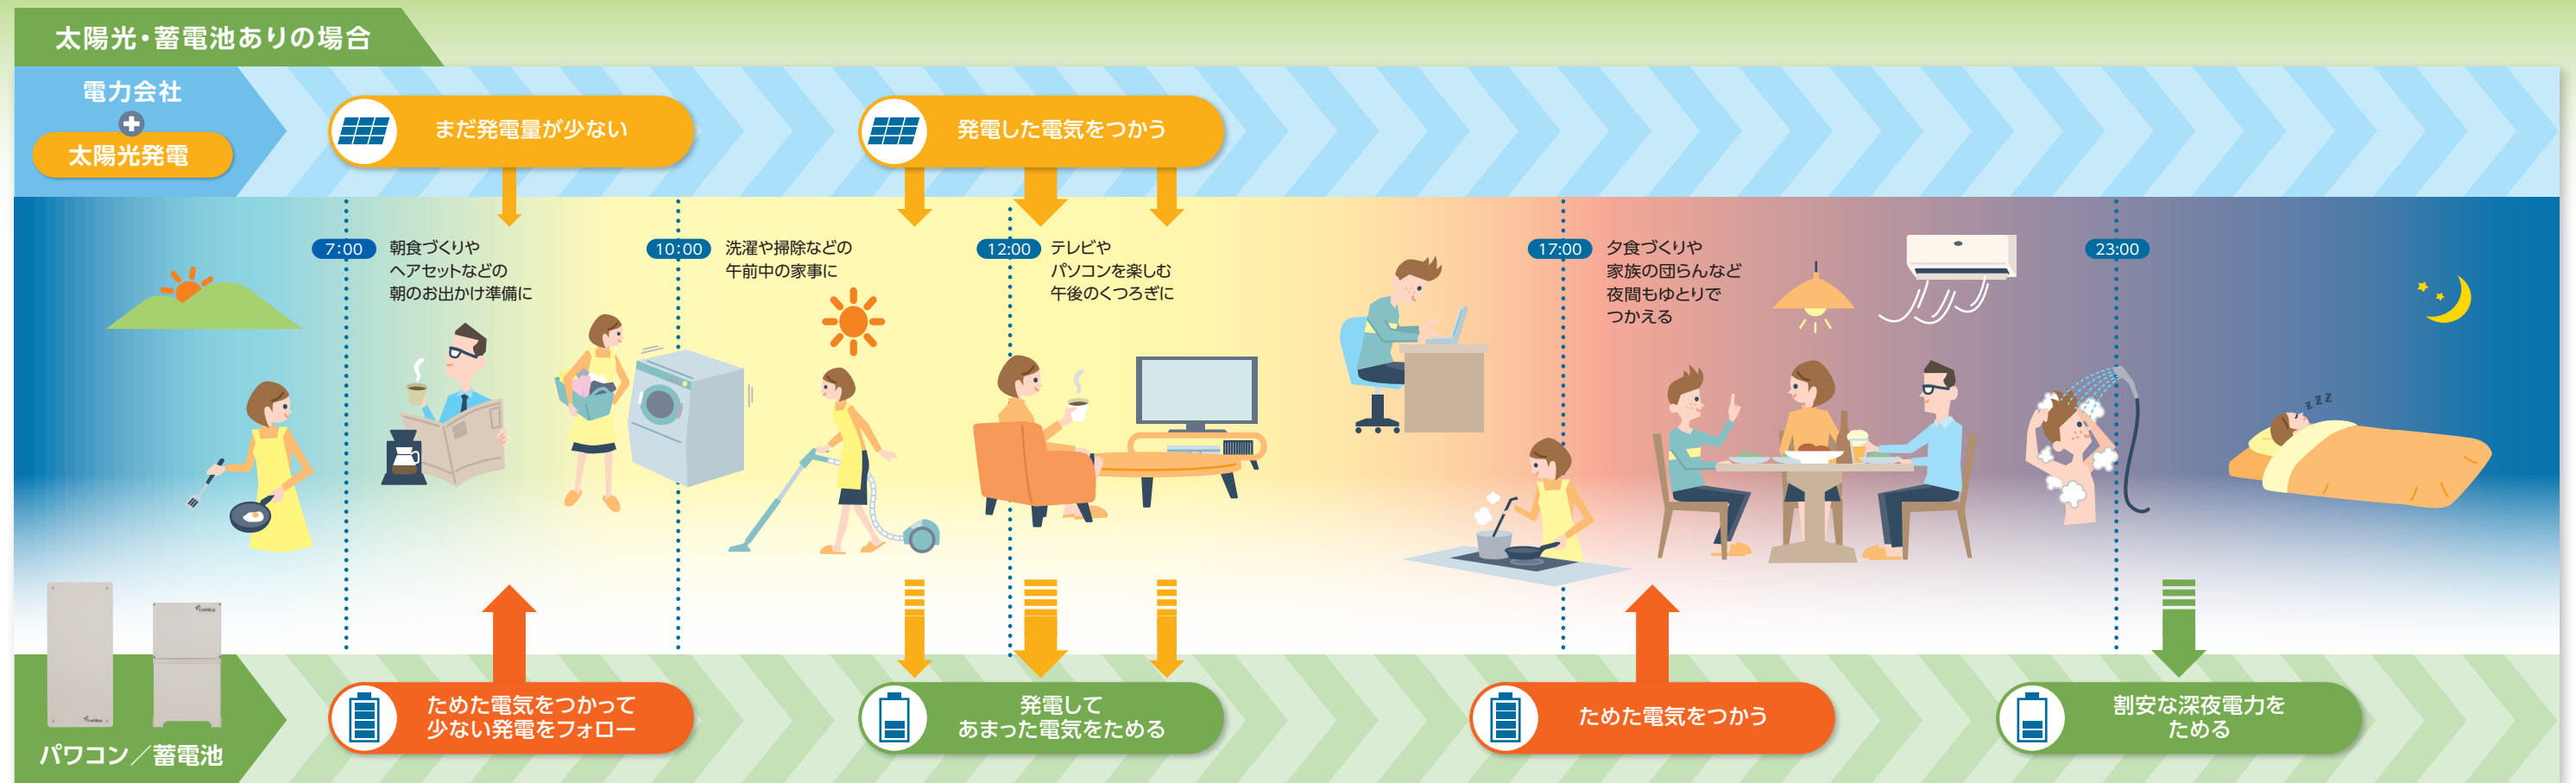 太陽光・蓄電池ありの場合
電力会社
太陽光発電
まだ発電量が少ない
発電した電気をつかう
7:00
朝食づくりや
ヘアセットなどの
朝のお出かけ準備に
10:00
洗濯や掃除などの
午前中の家事に
12:00
テレビや
パソコンを楽しむ
午後のくつろぎに
17:00
夕食づくりや
家族の団らんなど
夜間もゆとりで
つかえる
23:00
z z z
パワコン／蓄電池
ためた電気をつかって
少ない発電をフォロー
発電して
あまった電気をためる
ためた電気をつかう
割安な深夜電力を
ためる